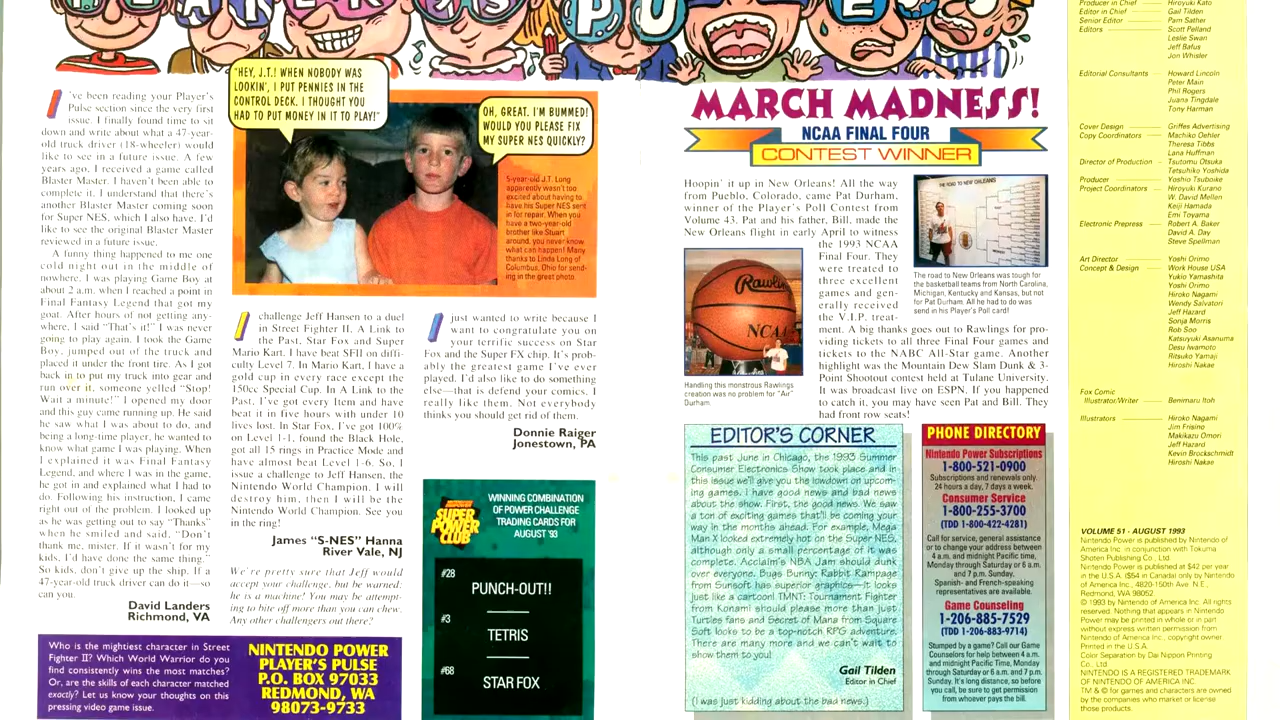 PLAYER'S PULSE
"HEY, J.T.! WHEN NOBODY WAS
LOOKIN', I PUT PENNIES IN THE
CONTROL DECK. I THOUGHT YOU
HAD TO PUT MONEY IN IT TO PLAY!"
OH, GREAT. I'M BUMMED!
WOULD YOU PLEASE FIX
MY SUPER NES QUICKLY?
I've been reading your Player's
Pulse section since the very first
issue. I finally found time to sit
down and write about what a 47-year-
old truck driver (18-wheeler) would
like to see in a future issue. A few
years ago, I received a game called
Blaster Master. I haven't been able to
complete it. I understand that there's
another Blaster Master coming soon
for Super NES, which I also have. I'd
like to see the original Blaster Master
reviewed in a future issue.
A funny thing happened to me one
cold night out in the middle of
nowhere. I was playing Game Boy at
about 2 a.m. when I reached a point in
Final Fantasy Legend that got my
goat. After hours of not getting any-
where, I said "That's it!" I was never
going to play again. I took the Game
Boy, jumped out of the truck and
placed it under the front tire. As I got
back in to put my truck into gear and
run over it, someone yelled "Stop!
Wait a minute!" I opened my door
and this guy came running up. He said
he saw what I was about to do, and
being a long-time player, he wanted to
know what game I was playing. When
I explained it was Final Fantasy
Legend, and where I was in the game,
he got in and explained what I had to
do. Following his instruction, I came
right out of the problem. I looked up
as he was getting out to say "Thanks"
when he smiled and said, "Don't
thank me, mister. If it wasn't for my
kids, I'd have done the same thing."
So kids, don't give up the ship. If a
47-year-old truck driver can do it—so
can you.
David Landers
Richmond, VA
5-year-old J.T. Long
apparently wasn't too
excited about having to
have his Super NES sent
in for repair. When you
have a two-year-old
brother like Stuart
around, you never know
what can happen! Many
thanks to Linda Long of
Columbus, Ohio for send-
ing in the great photo.
I challenge Jeff Hansen to a duel
in Street Fighter II, A Link to
the Past, Star Fox and Super
Mario Kart. I have beat SFII on diffi-
culty Level 7. In Mario Kart, I have a
gold cup in every race except the
150cc Special Cup. In A Link to the
Past, I've got every Item and have
beat it in five hours with under 10
lives lost. In Star Fox, I've got 100%
on Level 1-1, found the Black Hole,
got all 15 rings in Practice Mode and
have almost beat Level 1-6. So, I
issue a challenge to Jeff Hansen, the
Nintendo World Champion. I will
destroy him, then I will be the
Nintendo World Champion. See you
in the ring!
James "S-NES" Hanna
River Vale, NJ
We're pretty sure that Jeff would
accept your challenge, but be warned:
he is a machine! You may be attempt-
ing to bite off more than you can chew.
Any other challengers out there?
I just wanted to write because I
want to congratulate you on
your terrific success on Star
Fox and the Super FX chip. It's prob-
ably the greatest game I've ever
played. I'd also like to do something
else—that is defend your comics. I
really like them. Not everybody
thinks you should get rid of them.
Donnie Raiger
Jonestown, PA
NINTENDO
SUPER
POWER
CLUB
WINNING COMBINATION
OF POWER CHALLENGE
TRADING CARDS FOR
AUGUST '93
#28
PUNCH-OUT!!
#3
TETRIS
#68
STAR FOX
Who is the mightiest character in Street
Fighter II? Which World Warrior do you
find consistently wins the most matches?
Or, are the skills of each character matched
exactly? Let us know your thoughts on this
pressing video game issue.
NINTENDO POWER
PLAYER'S PULSE
P.O. BOX 97033
REDMOND, WA
98073-9733
MARCH MADNESS!
NCAA FINAL FOUR
CONTEST WINNER
Hoopin' it up in New Orleans! All the way
from Pueblo, Colorado, came Pat Durham,
winner of the Player's Poll Contest from
Volume 43. Pat and his father, Bill, made the
New Orleans flight in early April to witness
the 1993 NCAA
Final Four. They
were treated to
three excellent
games and gen-
erally received
the V.I.P. treat-
ment. A big thanks goes out to Rawlings for pro-
viding tickets to all three Final Four games and
tickets to the NABC All-Star game. Another
highlight was the Mountain Dew Slam Dunk & 3-
Point Shootout contest held at Tulane University.
It was broadcast live on ESPN. If you happened
to catch it, you may have seen Pat and Bill. They
had front row seats!
THE ROAD TO NEW ORLEANS
The road to New Orleans was tough for
the basketball teams from North Carolina,
Michigan, Kentucky and Kansas, but not
for Pat Durham. All he had to do was
send in his Player's Poll card!
Rawlin
NCA
Handling this monstrous Rawlings
creation was no problem for "Air"
Durham.
EDITOR'S CORNER
This past June in Chicago, the 1993 Summer
Consumer Electronics Show took place and in
this issue we'll give you the lowdown on upcom-
ing games. I have good news and bad news
about the show. First, the good news. We saw
a ton of exciting games that'll be coming your
way in the months ahead. For example, Mega
Man X looked extremely hot on the Super NES,
although only a small percentage of it was
complete. Acclaim's NBA Jam should dunk
over everyone. Bugs Bunny: Rabbit Rampage
from Sunsoft has superior graphics—it looks
just like a cartoon! TMNT: Tournament Fighter
from Konami should please more than just
Turtles fans and Secret of Mana from Square
Soft looks to be a top-notch RPG adventure.
There are many more and we can't wait to
show them to you!
Gail Tilden
Editor in Chief
(I was just kidding about the bad news.)
PHONE DIRECTORY
Nintendo Power Subscriptions
1-800-521-0900
Subscriptions and renewals only.
24 hours a day, 7 days a week.
Consumer Service
1-800-255-3700
(TDD 1-800-422-4281)
Call for service, general assistance
or to change your address between
4 a.m. and midnight Pacific time,
Monday through Saturday or 6 a.m.
and 7 p.m. Sunday.
Spanish- and French-speaking
representatives are available.
Game Counseling
1-206-885-7529
(TDD 1-206-883-9714)
Stumped by a game? Call our Game
Counselors for help between 4 a.m.
and midnight Pacific Time, Monday
through Saturday or 6 a.m. and 7 p.m.
Sunday. It's long distance, so before
you call, be sure to get permission
from whoever pays the bill.
Producer in Chief Hiroyuki Kato
Editor in Chief Gail Tilden
Senior Editor Pam Sather
Editors Scott Pelland
Leslie Swan
Jeff Bafus
Jon Whisler
Editorial Consultants Howard Lincoln
Peter Main
Phil Rogers
Juana Tingdale
Tony Harman
Cover Design Griffes Advertising
Copy Coordinators Machiko Oehler
Theresa Tibbs
Lana Huffman
Director of Production Tsutomu Otsuka
Tetsuhiko Yoshida
Producer Yoshio Tsuboike
Project Coordinators Hiroyuki Kurano
W. David Mellen
Keiji Hamada
Emi Toyama
Electronic Prepress Robert A. Baker
David A. Day
Steve Spellman
Art Director Yoshi Orimo
Concept & Design Work House USA
Yukio Yamashita
Yoshi Orimo
Hiroko Nagami
Wendy Salvatori
Jeff Hazard
Sonja Morris
Rob Soo
Katsuyuki Asanuma
Desu Iwamoto
Ritsuko Yamaji
Hiroshi Nakae
Fox Comic
Illustrator/Writer Benimaru Itoh
Illustrators Hiroko Nagami
Jim Frisino
Makikazu Omori
Jeff Hazard
Kevin Brockschmidt
Hiroshi Nakae
VOLUME 51 - AUGUST 1993
Nintendo Power is published by Nintendo of
America Inc. in conjunction with Tokuma
Shoten Publishing Co., Ltd.
Nintendo Power is published at $42 per year
in the U.S.A. ($54 in Canada) only by Nintendo
of America Inc., 4820-150th Ave. N.E.,
Redmond, WA 98052.
© 1993 by Nintendo of America Inc. All rights
reserved. Nothing that appears in Nintendo
Power may be printed in whole or in part
without express written permission from
Nintendo of America Inc., copyright owner.
Printed in the U.S.A.
Color Separation by Dai Nippon Printing
Co., Ltd
NINTENDO IS A REGISTERED TRADEMARK
OF NINTENDO OF AMERICA INC.
TM & © for games and characters are owned
by the companies who market or license
those products.